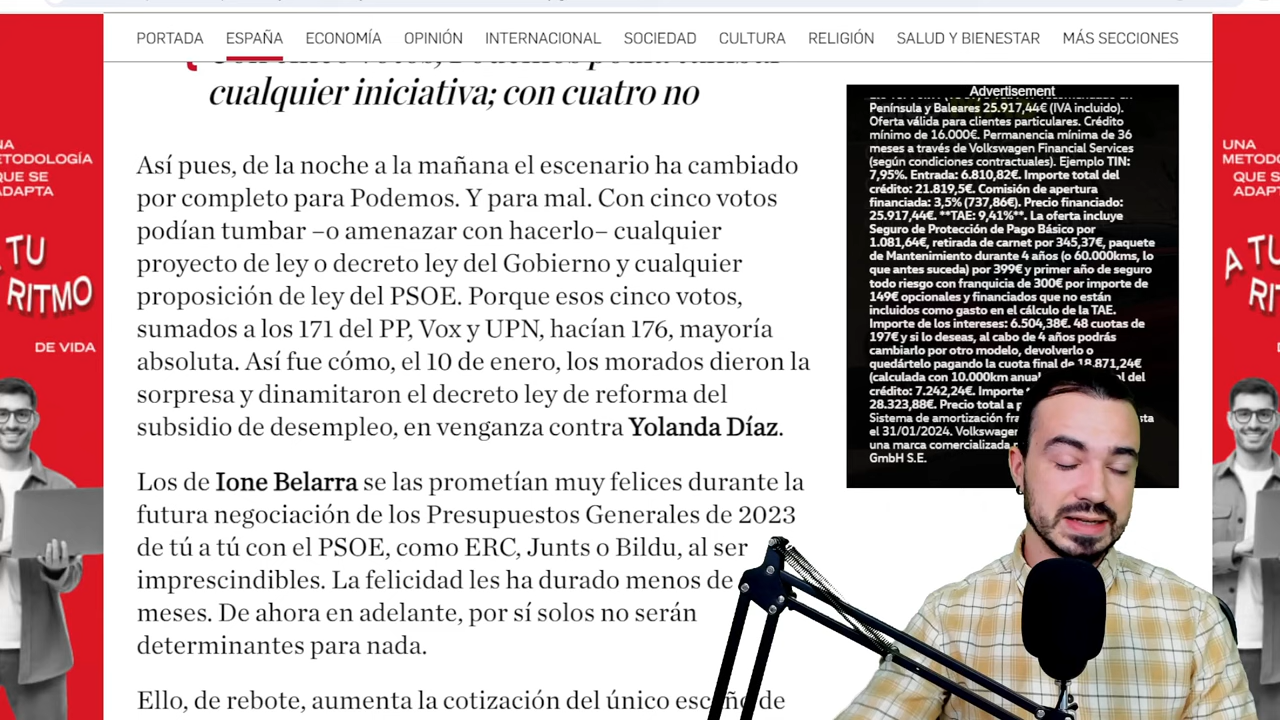 PORTADA ESPAÑA ECONOMÍA OPINIÓN INTERNACIONAL SOCIEDAD CULTURA RELIGIÓN SALUD Y BIENESTAR MÁS SECCIONES
cualquier iniciativa; con cuatro no
Así pues, de la noche a la mañana el escenario ha cambiado
por completo para Podemos. Y para mal. Con cinco votos
podían tumbar –o amenazar con hacerlo– cualquier
proyecto de ley o decreto ley del Gobierno y cualquier
proposición de ley del PSOE. Porque esos cinco votos,
sumados a los 171 del PP, Vox y UPN, hacían 176, mayoría
absoluta. Así fue cómo, el 10 de enero, los morados dieron la
sorpresa y dinamitaron el decreto ley de reforma del
subsidio de desempleo, en venganza contra Yolanda Díaz.
Los de Ione Belarra se las prometían muy felices durante la
futura negociación de los Presupuestos Generales de 2023
de tú a tú con el PSOE, como ERC, Junts o Bildu, al ser
imprescindibles. La felicidad les ha durado menos de
meses. De ahora en adelante, por sí solos no serán
determinantes para nada.
Ello, de rebote, aumenta la cotización del único escaño de
Advertisement
Península y Baleares 25.917,44€ (IVA incluido).
Oferta válida para clientes particulares. Crédito
mínimo de 16.000€. Permanencia mínima de 36
meses a través de Volkswagen Financial Services
(según condiciones contractuales). Ejemplo TIN:
7,95%. Entrada: 6.810,82€. Importe total del
crédito: 21.819,5€. Comisión de apertura
financiada: 3,5% (737,86€). Precio financiado:
25.917,44€. **TAE: 9,41%**. La oferta incluye
Seguro de Protección de Pago Básico por
1.081,64€, retirada de carnet por 345,37€, paquete
de Mantenimiento durante 4 años (o 60.000kms, lo
que antes suceda) por 399€ y primer año de seguro
todo riesgo con franquicia de 300€ por importe de
149€ opcionales y financiados que no están
incluidos como gasto en el cálculo de la TAE.
Importe de los intereses: 6.504,38€. 48 cuotas de
197€ y si lo deseas, al cabo de 4 años podrás
cambiarlo por otro modelo, devolverlo o
quedártelo pagando la cuota final de 18.871,24€
(calculada con 10.000km del
crédito: 7.242,24€. Importe
28.323,88€. Precio total a
Sistema de amortización
el 31/01/2024. Volkswagen
una marca comercializada
GmbH S.E.
QUE SE
A TU
RITMO
DE VIDA
UNA
QUE SE
A TU